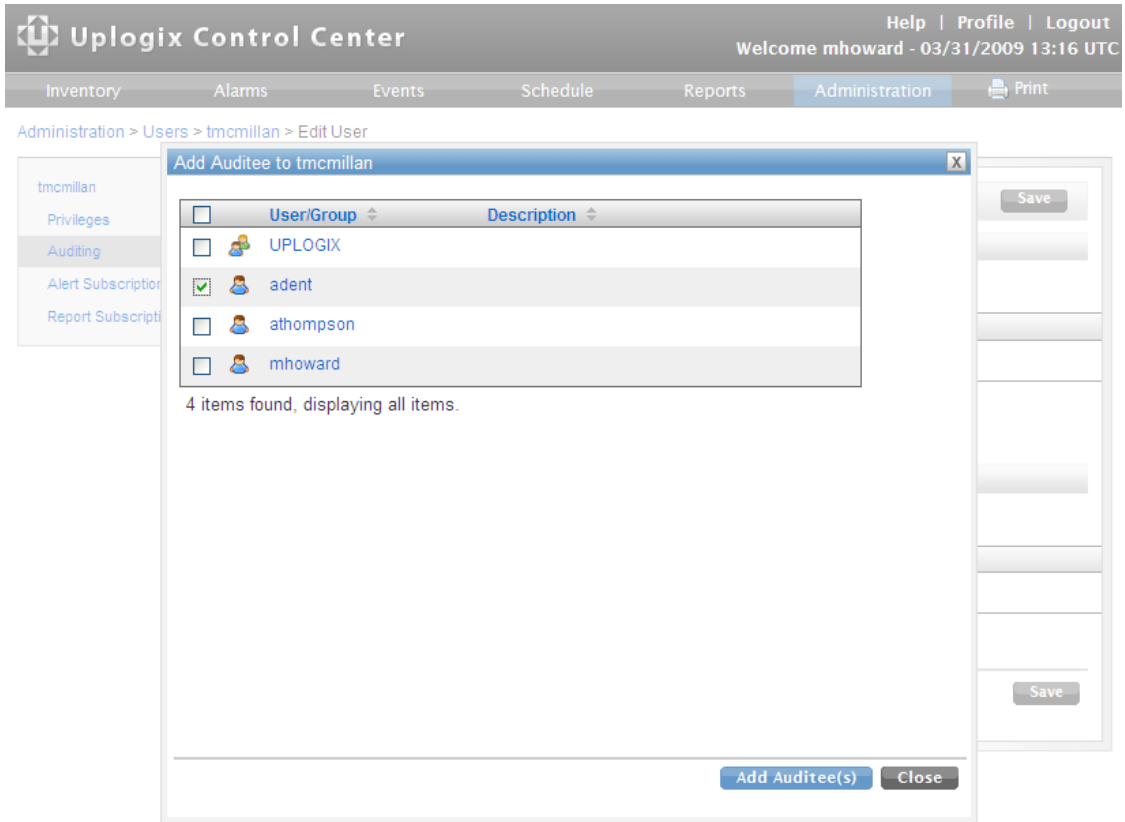 Uplogix Control Center
Help | Profile | Logout
Welcome mhoward - 03/31/2009 13:16 UTC
Inventory Alarms Events Schedule Reports Administration Print
Administration > Users > tmcmillan > Edit User
tmcmillan
Privileges
Auditing
Alert Subscription
Report Subscripti
Add Auditee to tmcmillan X
User/Group Description
UPLOGIX
adent
athompson
mhoward
4 items found, displaying all items.
Add Auditee(s) Close
Save
Save